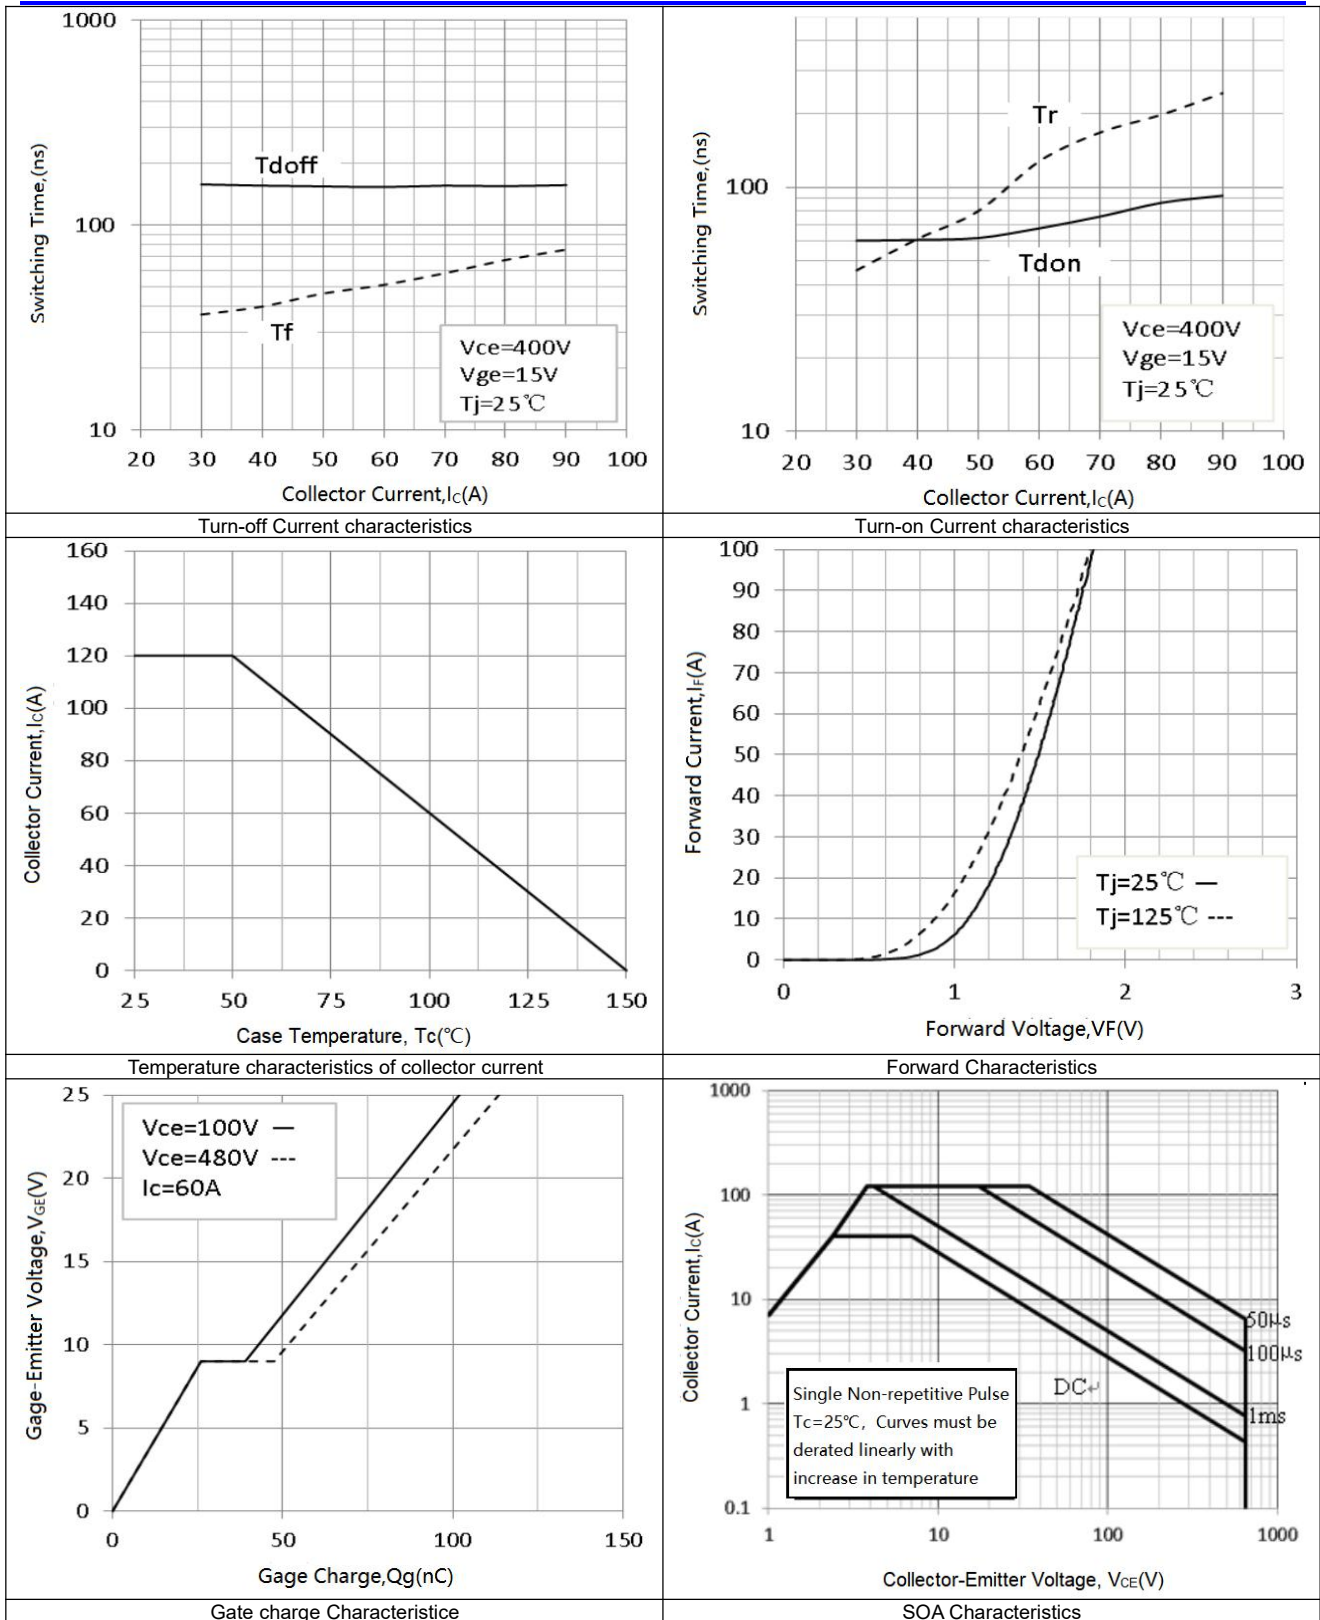 1000
100
10
Switching Time,(ns)
Tdoff
Tf
Vce=400V
Vge=15V
Tj=25℃
20 30 40 50 60 70 80 90 100
Collector Current,Ic(A)
Turn-off Current characteristics
100
10
Switching Time,(ns)
Tr
Tdon
Vce=400V
Vge=15V
Tj=25℃
20 30 40 50 60 70 80 90 100
Collector Current,Ic(A)
Turn-on Current characteristics
160
140
120
100
80
60
40
20
0
Collector Current,Ic(A)
25 50 75 100 125 150
Case Temperature, Tc(℃)
Temperature characteristics of collector current
100
90
80
70
60
50
40
30
20
10
0
Forward Current,IF(A)
Tj=25℃
Tj=125℃
0 1 2 3
Forward Voltage,VF(V)
Forward Characteristics
25
20
15
10
5
0
Gage-Emitter Voltage,VGE(V)
Vce=100V
Vce=480V
Ic=60A
0 50 100 150
Gage Charge,Qg(nC)
Gate charge Characteristice
1000
100
10
1
0.1
Collector Current,Ic(A)
50μs
100μs
1ms
DC↵
Single Non-repetitive Pulse
Tc=25℃, Curves must be
derated linearly with
increase in temperature
1 10 100 1000
Collector-Emitter Voltage, VCE(V)
SOA Characteristics